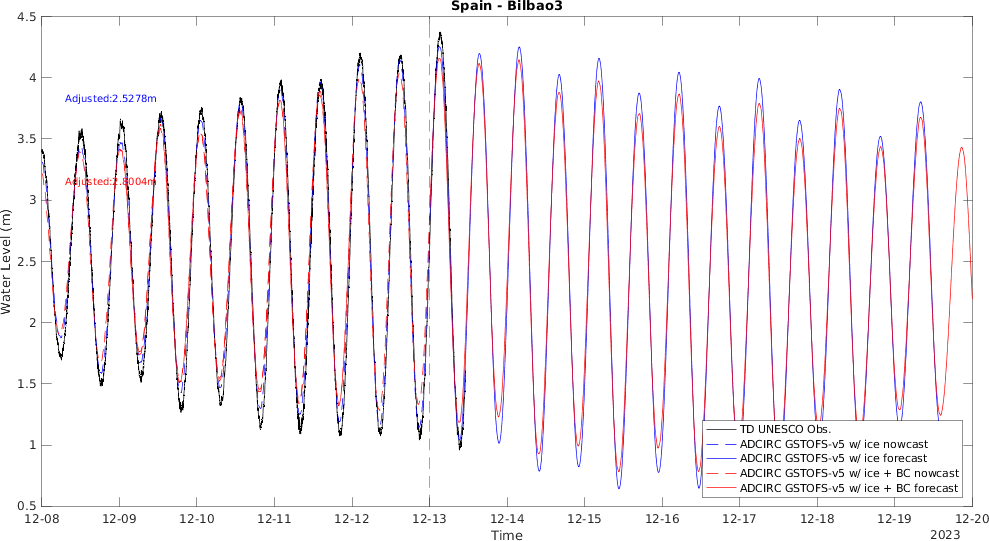 Spain - Bilbao3
4.5
4
3.5
3
2.5
2
1.5
1
0.5
Water Level (m)
Adjusted:2.5278m
Adjusted:2.8004m
TD UNESCO Obs.
ADCIRC GSTOFS-v5 w/ ice nowcast
ADCIRC GSTOFS-v5 w/ ice forecast
ADCIRC GSTOFS-v5 w/ ice + BC nowcast
ADCIRC GSTOFS-v5 w/ ice + BC forecast
12-08 12-09 12-10 12-11 12-12 12-13 12-14 12-15 12-16 12-17 12-18 12-19 12-20
Time
2023